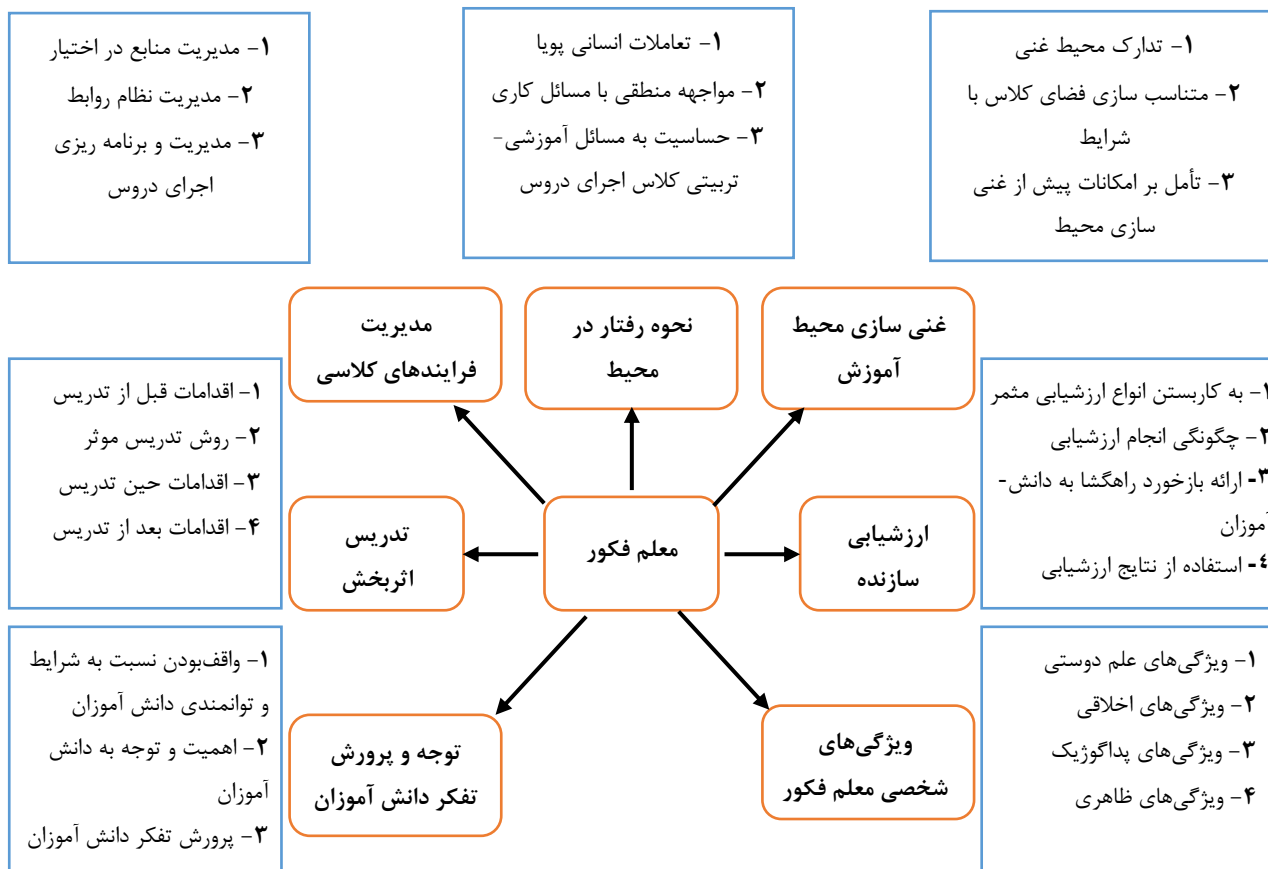 ۱- تدارک محیط غنی
۲- متناسب سازی فضای کلاس با
شرایط
۳- تأمل بر امکانات پیش از غنی
سازی محیط
۱- تعاملات انسانی پویا
۲- مواجهه منطقی با مسائل کاری
۳- حساسیت به مسائل آموزشی-
تربیتی کلاس اجرای دروس
۱- مدیریت منابع در اختیار
۲- مدیریت نظام روابط
۳- مدیریت و برنامه ریزی
اجرای دروس
غنی سازی محیط
آموزش
نحوه رفتار در
محیط
مدیریت
فرایندهای کلاسی
۱- به کاربستن انواع ارزشیابی مثمر
۲- چگونگی انجام ارزشیابی
۳- ارائه بازخورد راهگشا به دانش-
آموزان
٤- استفاده از نتایج ارزشیابی
ارزشیابی
سازنده
معلم فکور
تدریس
اثربخش
۱- اقدامات قبل از تدریس
۲- روش تدریس موثر
۳- اقدامات حین تدریس
۴- اقدامات بعد از تدریس
۱- ویژگی‌های علم دوستی
۲- ویژگی‌های اخلاقی
۳- ویژگی‌های پداگوژیک
۴- ویژگی‌های ظاهری
ویژگی‌های
شخصی معلم فکور
توجه و پرورش
تفکر دانش آموزان
۱- واقف‌بودن نسبت به شرایط
و توانمندی دانش آموزان
۲- اهمیت و توجه به دانش
آموزان
۳- پرورش تفکر دانش آموزان